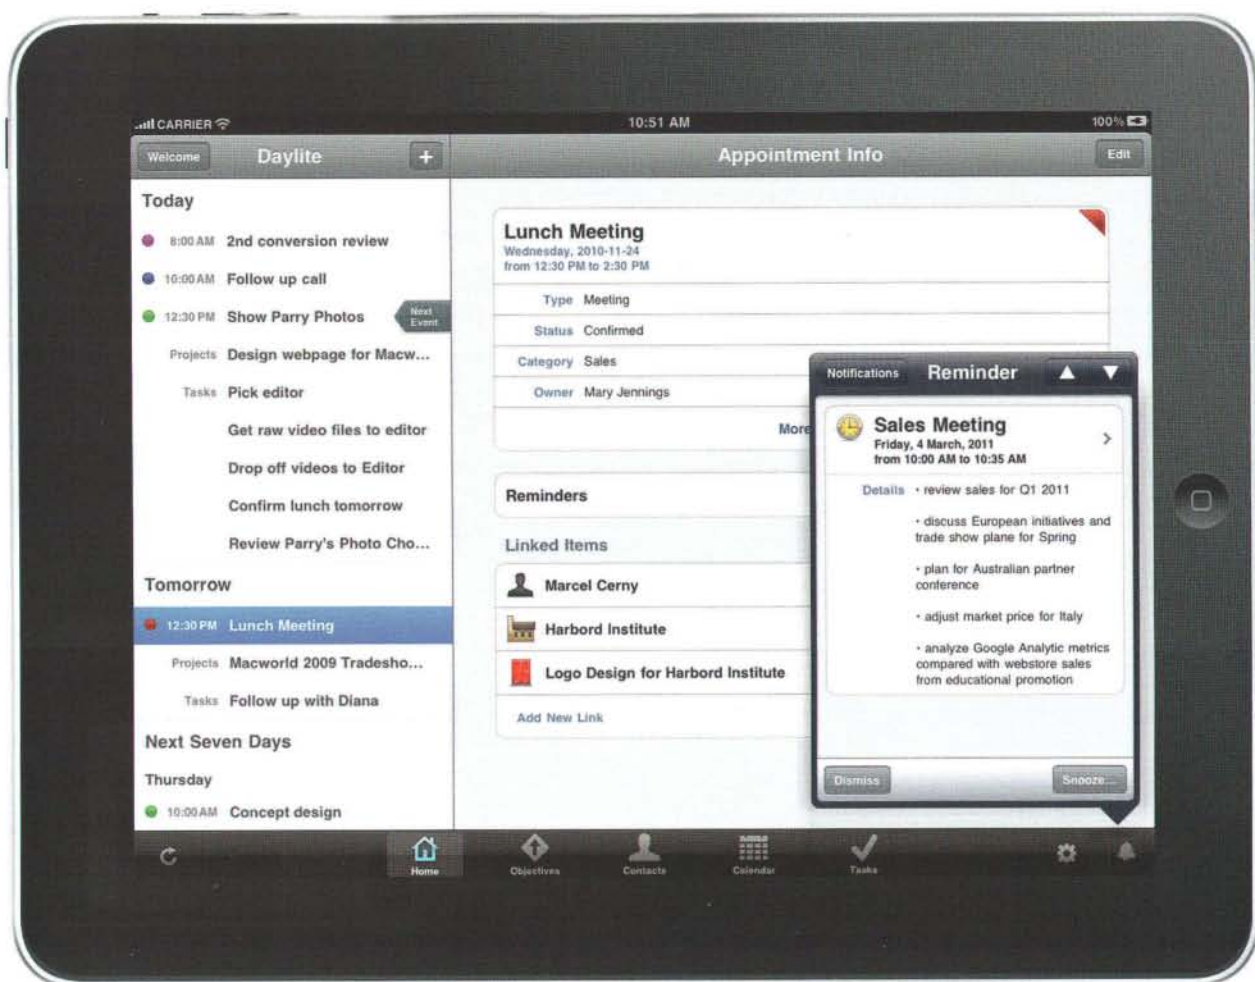 CARRIER
10:51 AM
100%
Welcome
Daylite
+
Appointment Info
Edit
Today
8:00 AM 2nd conversion review
10:00 AM Follow up call
12:30 PM Show Parry Photos
Next
Event
Projects Design webpage for Macw...
Tasks Pick editor
Get raw video files to editor
Drop off videos to Editor
Confirm lunch tomorrow
Review Parry's Photo Cho...
Tomorrow
12:30 PM Lunch Meeting
Projects Macworld 2009 Tradesho...
Tasks Follow up with Diana
Next Seven Days
Thursday
10:00 AM Concept design
Lunch Meeting
Wednesday, 2010-11-24
from 12:30 PM to 2:30 PM
Type Meeting
Status Confirmed
Category Sales
Owner Mary Jennings
More
Reminders
Linked Items
Marcel Cerny
Harbord Institute
Logo Design for Harbord Institute
Add New Link
Notifications
Reminder
Sales Meeting
Friday, 4 March, 2011
from 10:00 AM to 10:35 AM
Details • review sales for Q1 2011
• discuss European initiatives and
trade show plane for Spring
• plan for Australian partner
conference
• adjust market price for Italy
• analyze Google Analytic metrics
compared with webstore sales
from educational promotion
Dismiss
Snooze...
Home
Objectives
Contacts
Calendar
Tasks